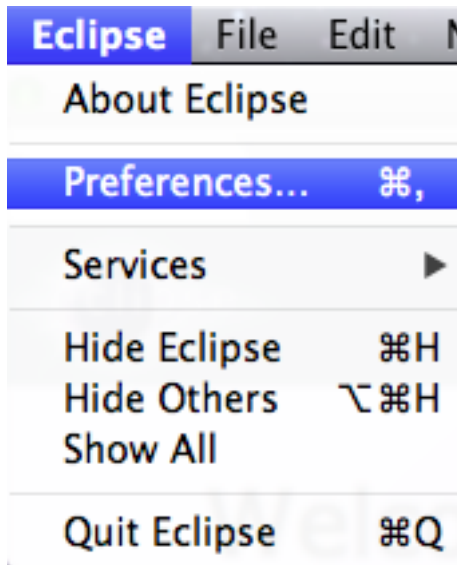 Eclipse File Edit
About Eclipse
Preferences... ⌘,
Services ▶
Hide Eclipse ⌘H
Hide Others ⌥⌘H
Show All
Quit Eclipse ⌘Q